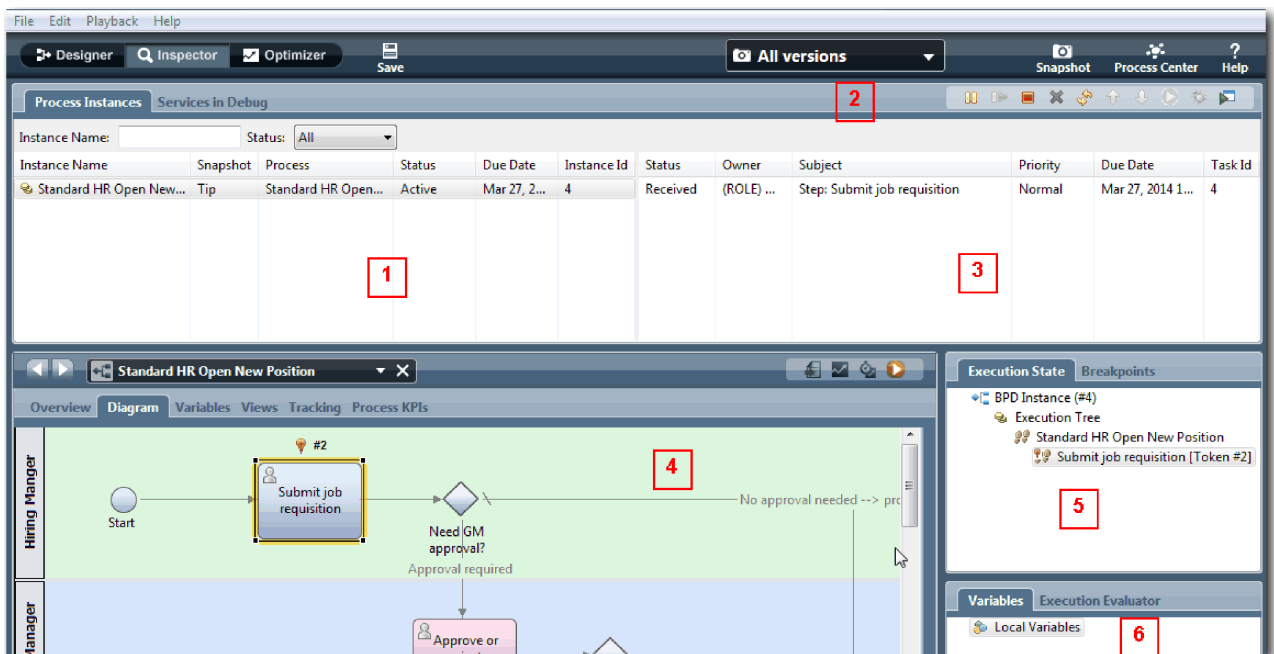 File Edit Playback Help
Designer Inspector Optimizer Save All versions Snapshot Process Center Help
Process Instances Services in Debug 2
Instance Name: Status: All
Instance Name Snapshot Process Status Due Date Instance Id Status Owner Subject Priority Due Date Task Id
Standard HR Open New... Tip Standard HR Open... Active Mar 27, 2... 4 Received (ROLE) ... Step: Submit job requisition Normal Mar 27, 2014 1... 4
1
3
Standard HR Open New Position
Overview Diagram Variables Views Tracking Process KPIs
Hiring Manger
#2
Submit job
requisition
Start
Need GM
approval?
Approval required
4
No approval needed -->
Approve or
Execution State Breakpoints
BPD Instance (#4)
Execution Tree
Standard HR Open New Position
Submit job requisition [Token #2]
5
Variables Execution Evaluator
Local Variables
6